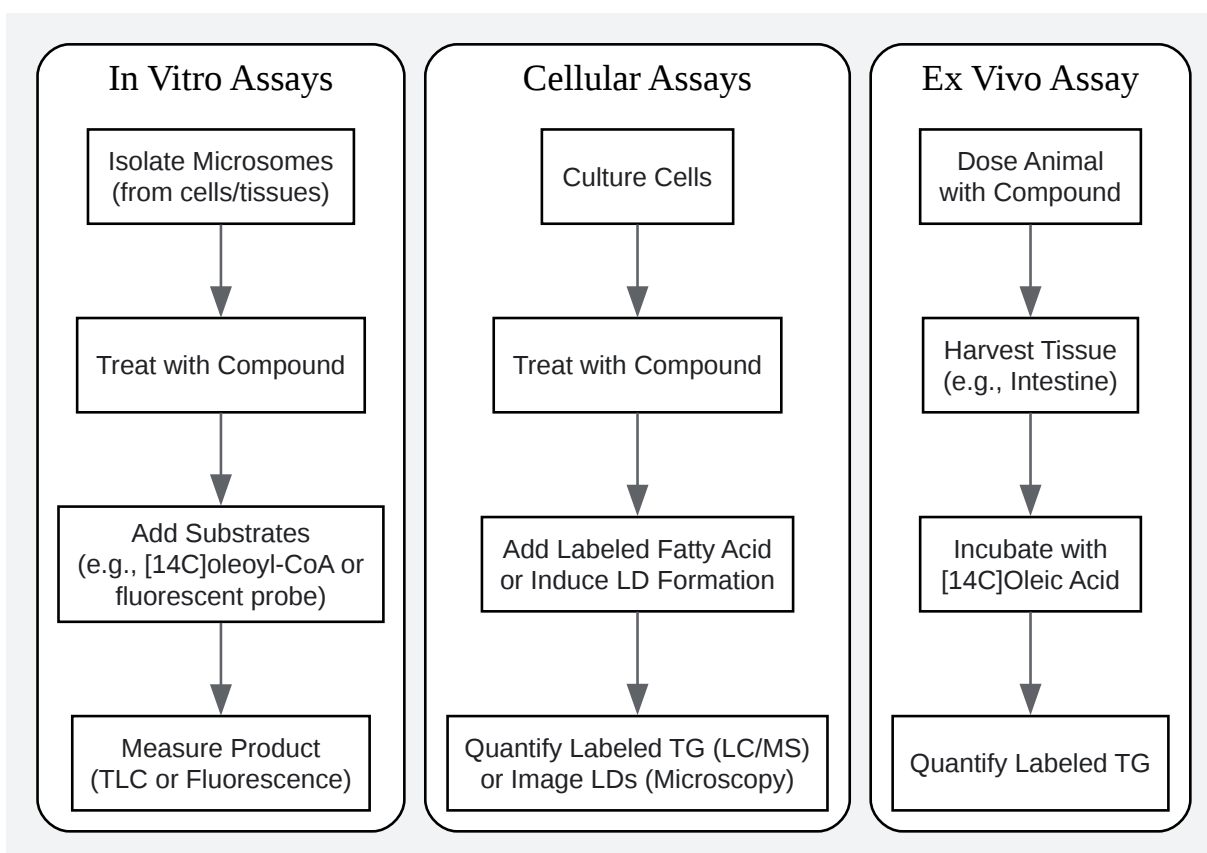 In Vitro Assays
Isolate Microsomes
(from cells/tissues)
Treat with Compound
Add Substrates
(e.g., [14C]oleoyl-CoA or
fluorescent probe)
Measure Product
(TLC or Fluorescence)
Cellular Assays
Culture Cells
Treat with Compound
Add Labeled Fatty Acid
or Induce LD Formation
Quantify Labeled TG (LC/MS)
or Image LDs (Microscopy)
Ex Vivo Assay
Dose Animal
with Compound
Harvest Tissue
(e.g., Intestine)
Incubate with
[14C]Oleic Acid
Quantify Labeled TG